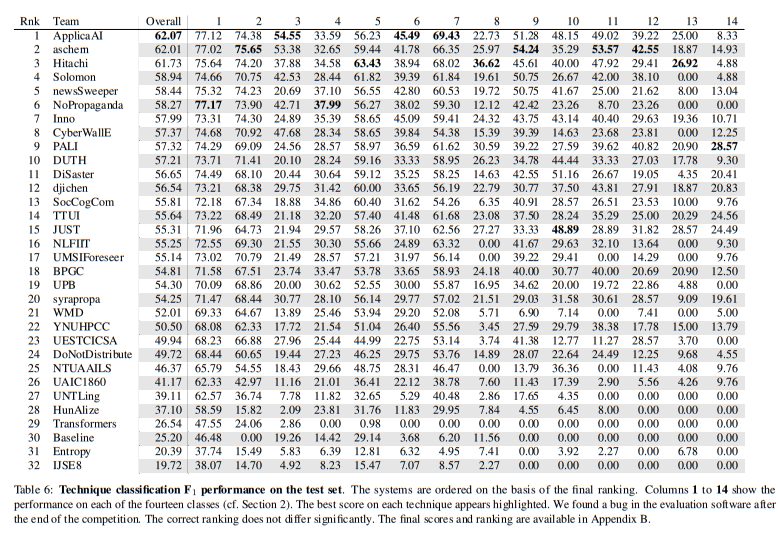 Rnk Team Overall 1 2 3 4 5 6 7 8 9 10 11 12 13 14
1 ApplicaAI 62.07 77.12 74.38 54.55 33.59 56.23 45.49 69.43 22.73 51.28 48.15 49.02 39.22 25.00 8.33
2 aschern 62.01 77.02 75.65 53.38 32.65 59.44 41.78 66.35 25.97 54.24 35.29 53.57 42.55 18.87 14.93
3 Hitachi 61.73 75.64 74.20 37.88 34.58 63.43 38.94 68.02 36.62 45.61 40.00 47.92 29.41 26.92 4.88
4 Solomon 58.94 74.66 70.75 42.53 28.44 61.82 39.39 61.84 19.61 50.75 26.67 42.00 38.10 0.00 4.88
5 newsSweeper 58.44 75.32 74.23 20.69 37.10 56.55 42.80 60.53 19.72 50.75 41.67 25.00 21.62 8.00 13.04
6 NoPropaganda 58.27 77.17 73.90 42.71 37.99 56.27 38.02 59.30 12.12 42.42 23.26 8.70 23.26 0.00 0.00
7 Inno 57.99 73.31 74.30 24.89 35.39 58.65 45.09 59.41 24.32 43.75 43.14 40.40 29.63 19.36 10.71
8 CyberWallE 57.37 74.68 70.92 47.68 28.34 58.65 39.84 54.38 15.39 39.39 14.63 23.68 23.81 0.00 12.25
9 PALI 57.32 74.29 69.09 24.56 28.57 58.97 36.59 61.62 30.59 39.22 27.59 39.62 40.82 20.90 28.57
10 DUTH 57.21 73.71 71.41 20.10 28.24 59.16 33.33 58.95 26.23 34.78 44.44 33.33 27.03 17.78 9.30
11 DiSaster 56.65 74.49 68.10 20.44 30.64 59.12 35.25 58.25 14.63 42.55 51.16 26.67 19.05 4.35 20.41
12 djichen 56.54 73.21 68.38 29.75 31.42 60.00 33.65 56.19 22.79 30.77 37.50 43.81 27.91 18.87 20.83
13 SocCogCom 55.81 72.18 67.34 18.88 34.86 60.40 31.62 54.26 6.35 40.91 28.57 26.51 23.53 10.00 9.76
14 TTUI 55.64 73.22 68.49 21.18 32.20 57.40 41.48 61.68 23.08 37.50 28.24 35.29 25.00 20.29 24.56
15 JUST 55.31 71.96 64.73 21.94 29.57 58.26 37.10 62.56 27.27 33.33 48.89 28.89 31.82 28.57 24.49
16 NLFIIT 55.25 72.55 69.30 21.55 30.30 55.66 24.89 63.32 0.00 41.67 29.63 32.10 13.64 0.00 9.30
17 UMSIForeseer 55.14 73.02 70.79 21.49 28.57 57.21 31.97 56.14 0.00 39.22 29.41 0.00 14.29 0.00 9.76
18 BPGC 54.81 71.58 67.51 23.74 33.47 53.78 33.65 58.93 24.18 40.00 30.77 40.00 20.69 20.90 12.50
19 UPB 54.30 70.09 68.86 20.00 30.62 52.55 30.00 55.87 16.95 34.62 20.00 19.72 22.86 4.88 0.00
20 syrapropa 54.25 71.47 68.44 30.77 28.10 56.14 29.77 57.02 21.51 29.03 31.58 30.61 28.57 9.09 19.61
21 WMD 52.01 69.33 64.67 13.89 25.46 53.94 29.20 52.08 5.71 6.90 7.14 0.00 7.41 0.00 5.00
22 YNUHPCC 50.50 68.08 62.33 17.72 21.54 51.04 26.40 55.56 3.45 27.59 29.79 38.38 17.78 15.00 13.79
23 UESTCICSA 49.94 68.23 66.88 27.96 25.44 44.99 22.75 53.14 3.74 41.38 12.77 11.27 28.57 3.70 0.00
24 DoNotDistribute 49.72 68.44 60.65 19.44 27.23 46.25 29.75 53.76 14.89 28.07 22.64 24.49 12.25 9.68 4.55
25 NTUAAILS 46.37 65.79 54.55 18.43 29.66 48.75 28.31 46.47 0.00 13.79 36.36 0.00 11.43 4.08 9.76
26 UAIC1860 41.17 62.33 42.97 11.16 21.01 36.41 22.12 38.78 7.60 11.43 17.39 2.90 5.56 4.26 9.76
27 UNTLing 39.11 62.57 36.74 7.78 11.82 32.65 5.29 40.48 2.86 17.65 4.35 0.00 0.00 0.00 0.00
28 HunAlize 37.10 58.59 15.82 2.09 23.81 31.76 11.83 29.95 7.84 4.55 6.45 8.00 0.00 0.00 0.00
29 Transformers 26.54 47.55 24.06 2.86 0.00 0.98 0.00 0.00 0.00 0.00 0.00 0.00 0.00 0.00 0.00
30 Baseline 25.20 46.48 0.00 19.26 14.42 29.14 3.68 6.20 11.56 0.00 0.00 0.00 0.00 0.00 0.00
31 Entropy 20.39 37.74 15.49 5.83 6.39 12.81 6.32 4.95 7.41 0.00 3.92 2.27 0.00 6.78 0.00
32 IJSE8 19.72 38.07 14.70 4.92 8.23 15.47 7.07 8.57 2.27 0.00 0.00 0.00 0.00 0.00 0.00
Table 6: Technique classification F1 performance on the test set. The systems are ordered on the basis of the final ranking. Columns 1 to 14 show the
performance on each of the fourteen classes (cf. Section 2). The best score on each technique appears highlighted. We found a bug in the evaluation software after
the end of the competition. The correct ranking does not differ significantly. The final scores and ranking are available in Appendix B.